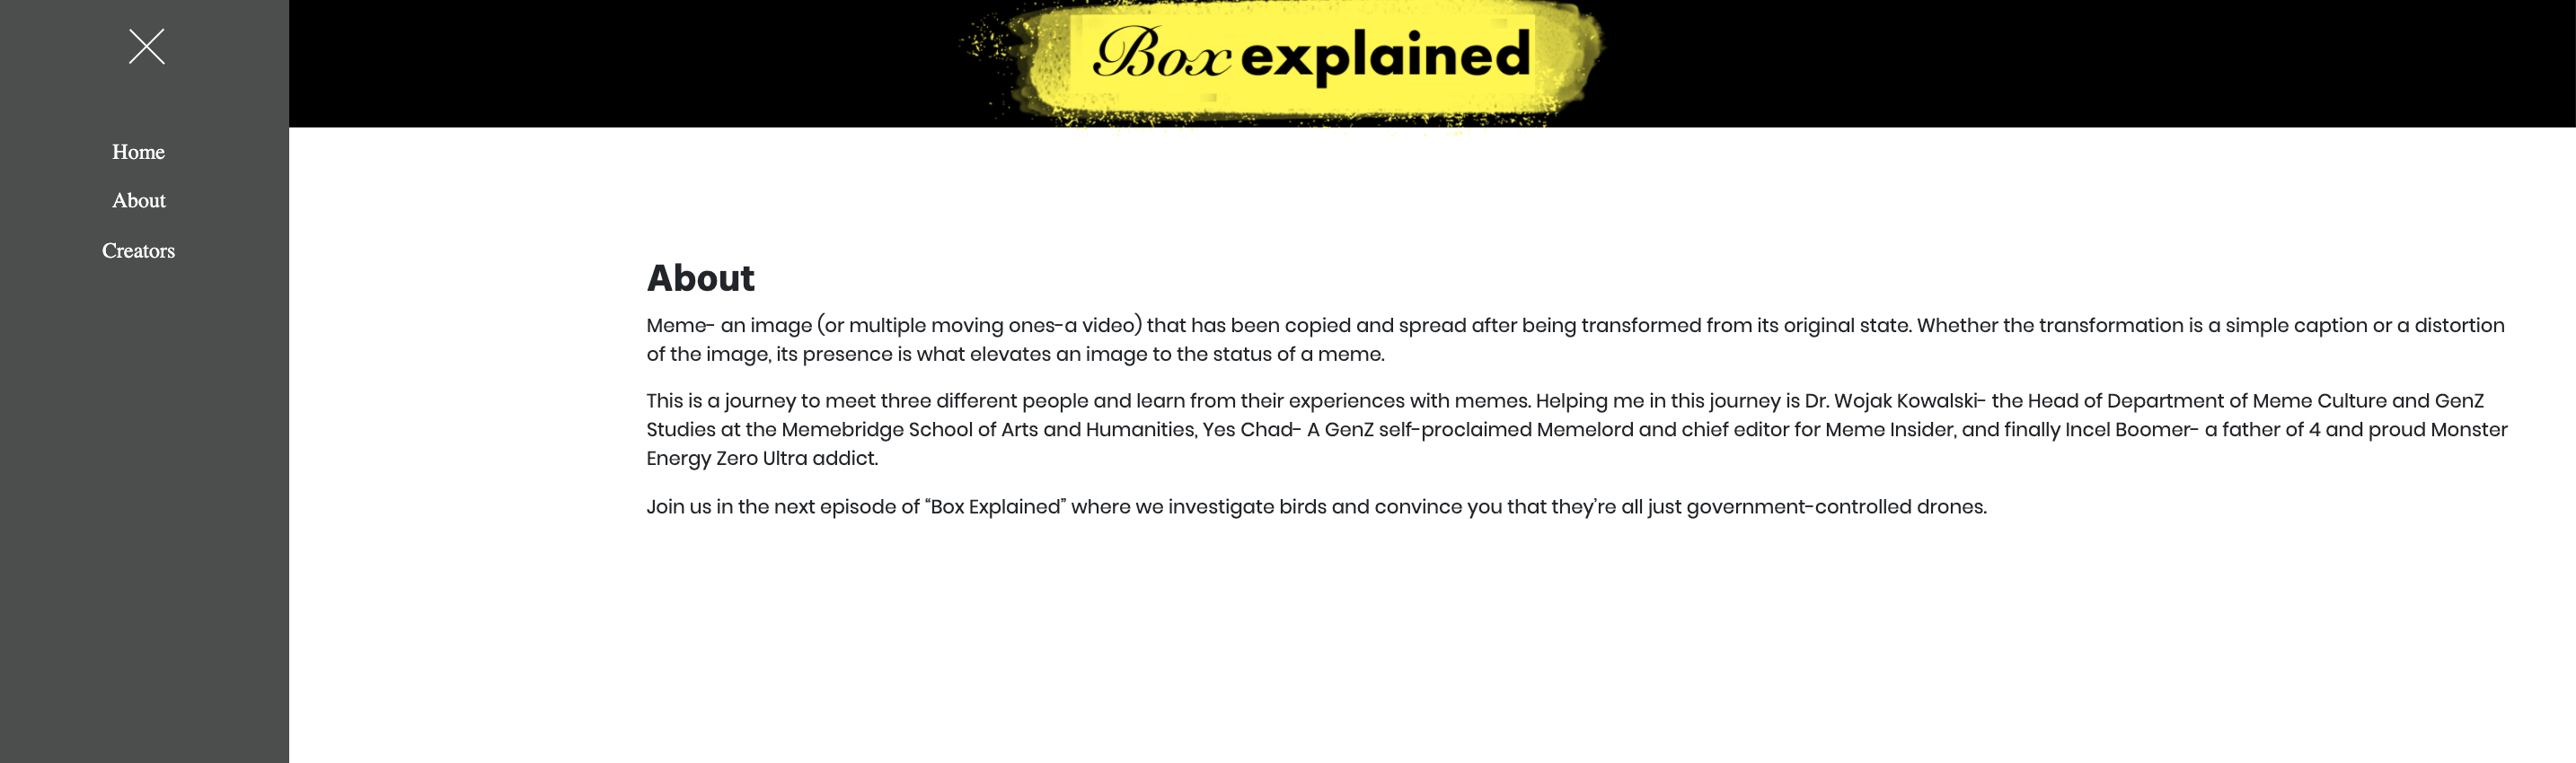 Box explained
Home
About
Creators
About
Meme- an image (or multiple moving ones-a video) that has been copied and spread after being transformed from its original state. Whether the transformation is a simple caption or a distortion
of the image, its presence is what elevates an image to the status of a meme.
This is a journey to meet three different people and learn from their experiences with memes. Helping me in this journey is Dr. Wojak Kowalski- the Head of Department of Meme Culture and GenZ
Studies at the Memebridge School of Arts and Humanities, Yes Chad- A GenZ self-proclaimed Memelord and chief editor for Meme Insider, and finally Incel Boomer- a father of 4 and proud Monster
Energy Zero Ultra addict.
Join us in the next episode of “Box Explained” where we investigate birds and convince you that they’re all just government-controlled drones.